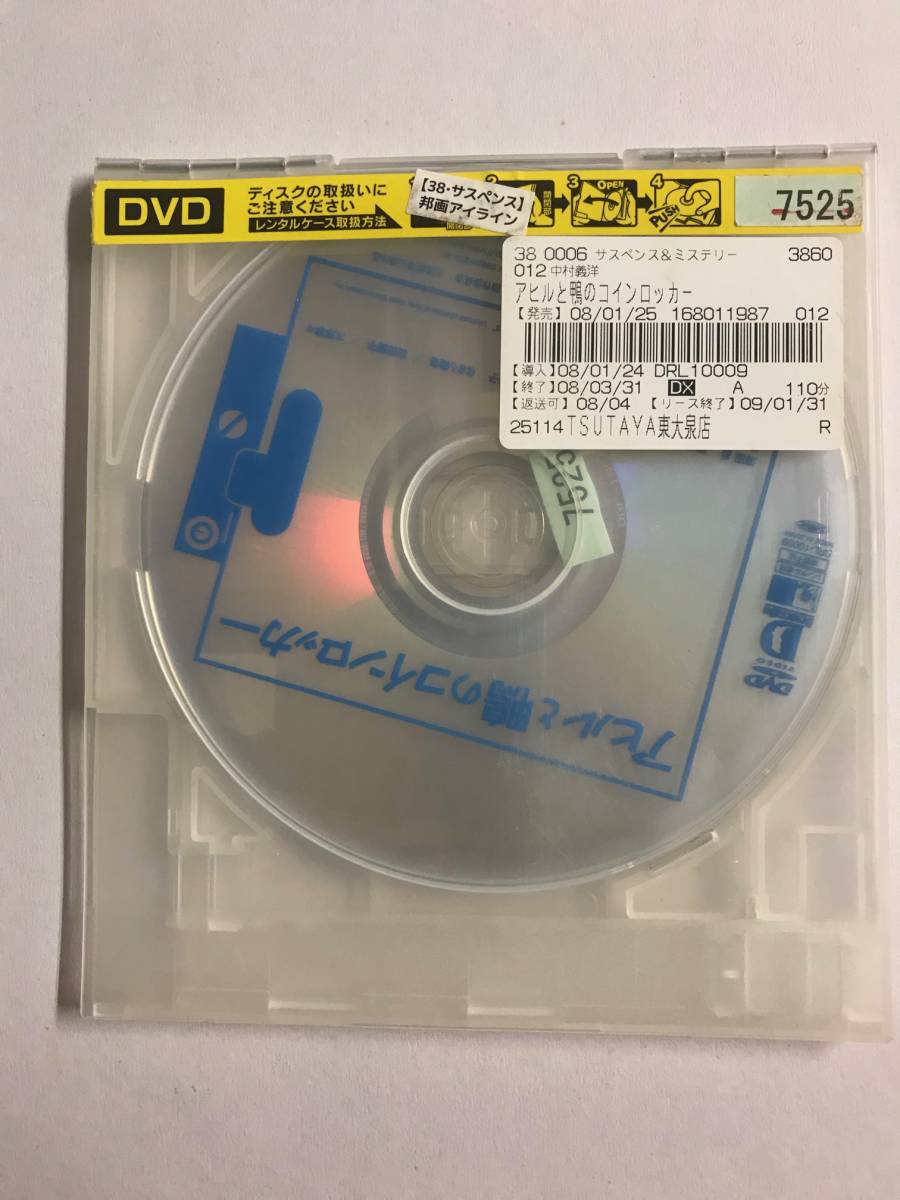 DVD
ディスクの取扱いに
ご注意ください
レンタルケース取扱方法
【38・サスペンス】
邦画アイライン
2
開閉部
3
OPEN
4
PUSH
7525
38 0006 サスペンス&ミステリー 3860
012 中村義洋
アヒルと鴨のコインロッカー
【発売】08/01/25 168011987 012
【導入】08/01/24 DRL10009
【終了】08/03/31 DX A 110分
【返送可】08/04 【リース終了】09/01/31
25114 TSUTAYA東大泉店 R
7525
アヒルと鴨のコインロッカー
DVD
VIDEO